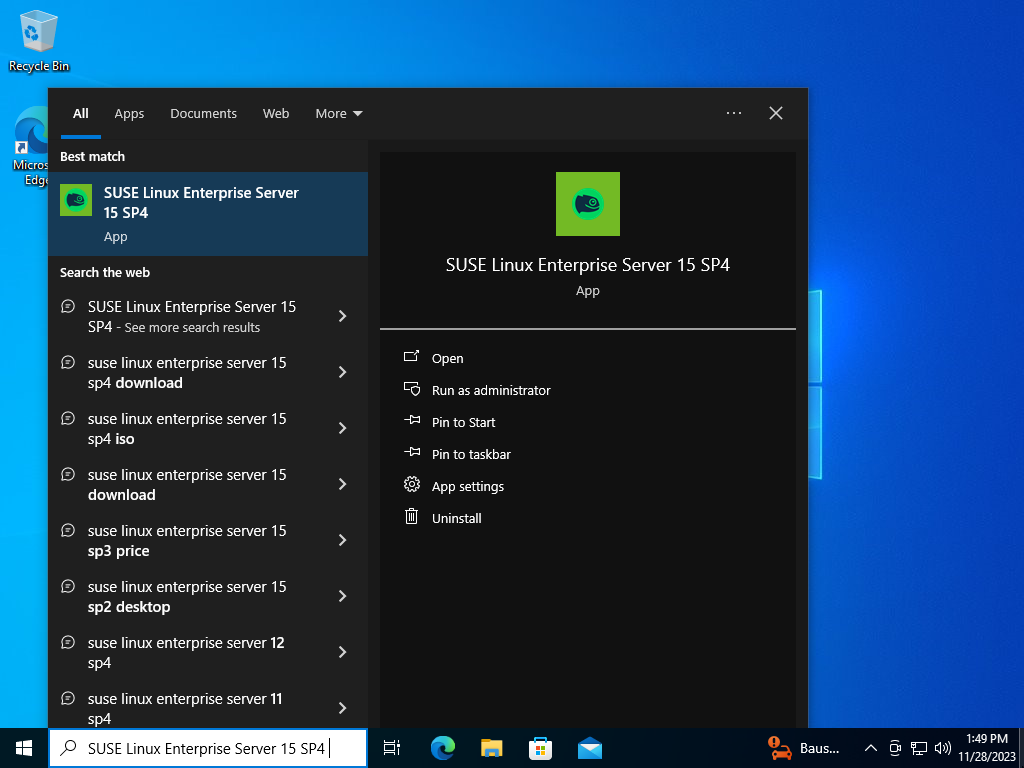 Recycle Bin
Micros
Edge
All Apps Documents Web More
Best match
SUSE Linux Enterprise Server
15 SP4
App
Search the web
SUSE Linux Enterprise Server 15
SP4 - See more search results
suse linux enterprise server 15
sp4 download
suse linux enterprise server 15
sp4 iso
suse linux enterprise server 15
download
suse linux enterprise server 15
sp3 price
suse linux enterprise server 15
sp2 desktop
suse linux enterprise server 12
sp4
suse linux enterprise server 11
sp4
SUSE Linux Enterprise Server 15 SP4
App
Open
Run as administrator
Pin to Start
Pin to taskbar
App settings
Uninstall
SUSE Linux Enterprise Server 15 SP4
Baus...
1:49 PM
11/28/2023